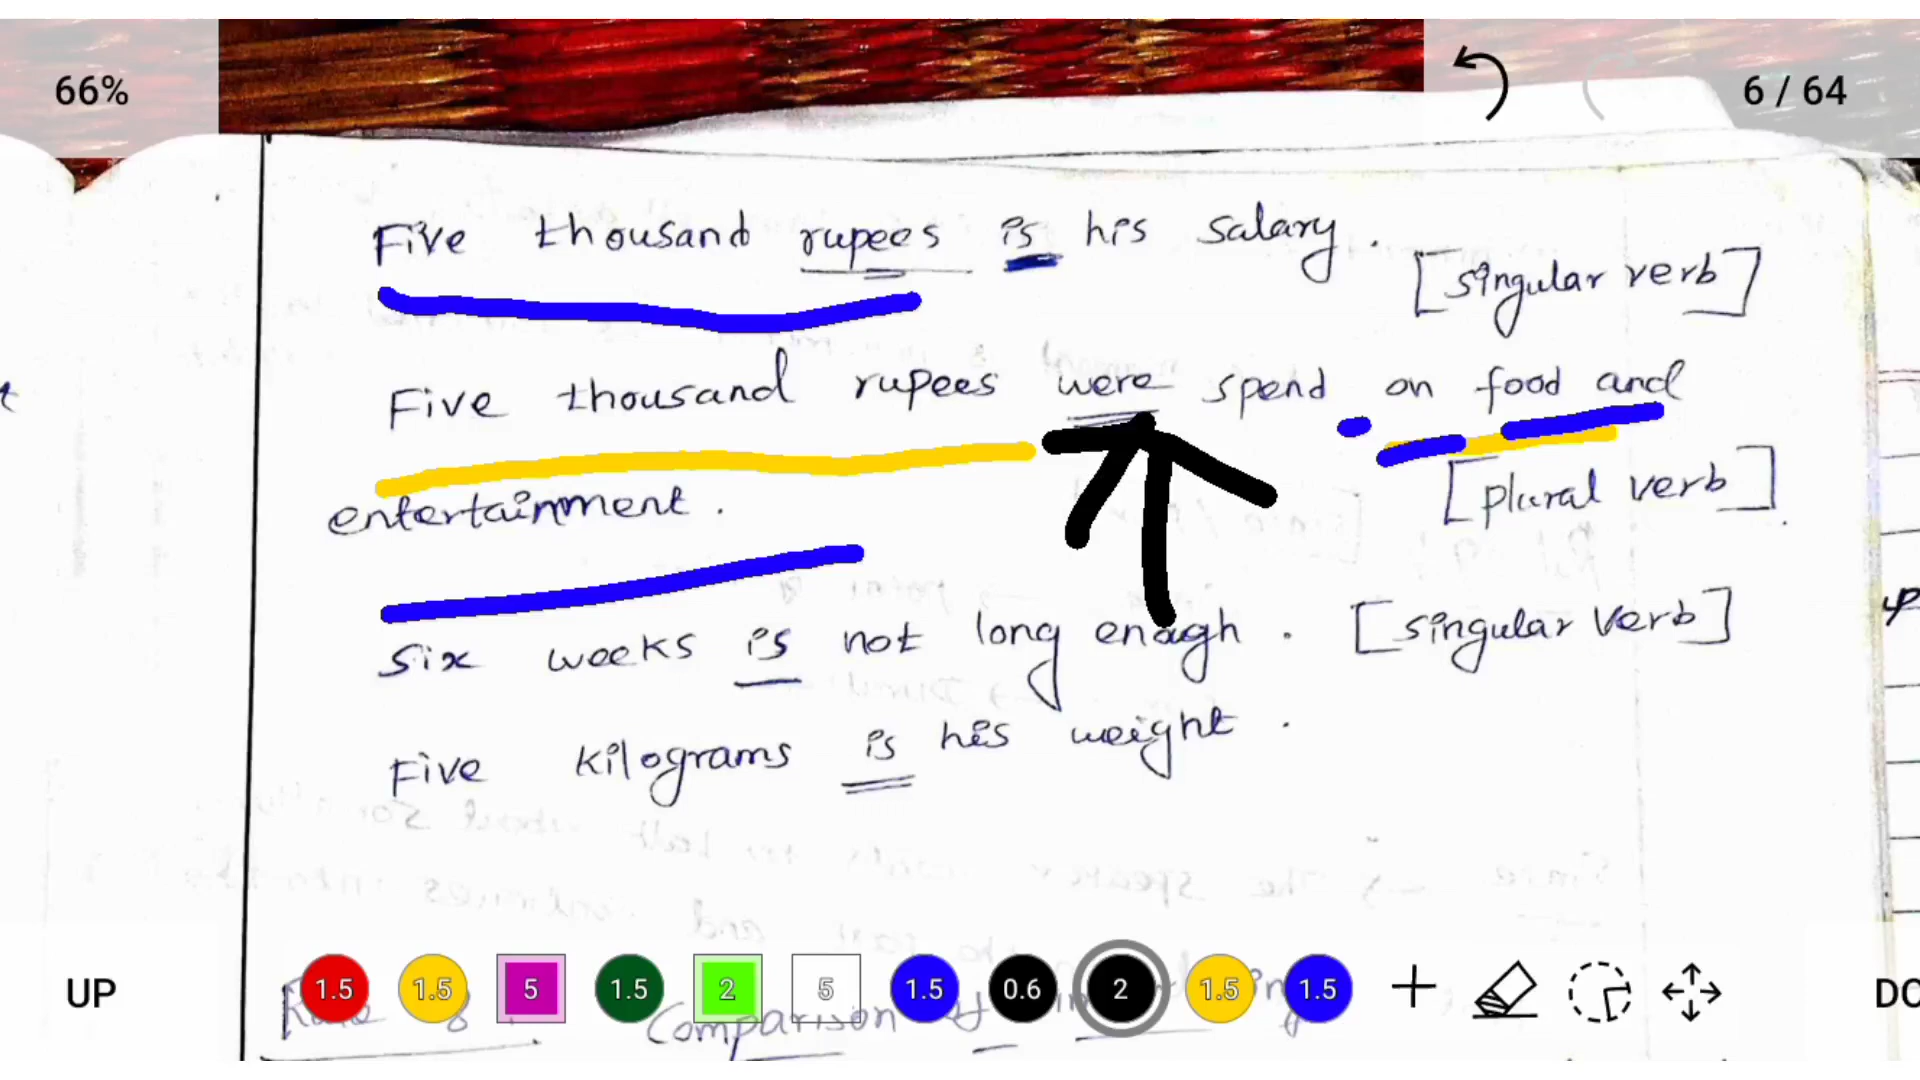 66%
6 / 64
Five thousand rupees is his salary.
[singular verb]
Five thousand rupees were spend on food and
[plural verb]
entertainment.
six weeks is not long enough. [singular verb]
Five kilograms is his weight.
UP
1.5 1.5 5 1.5 2 5 1.5 0.6 2 1.5 1.5
Comparison